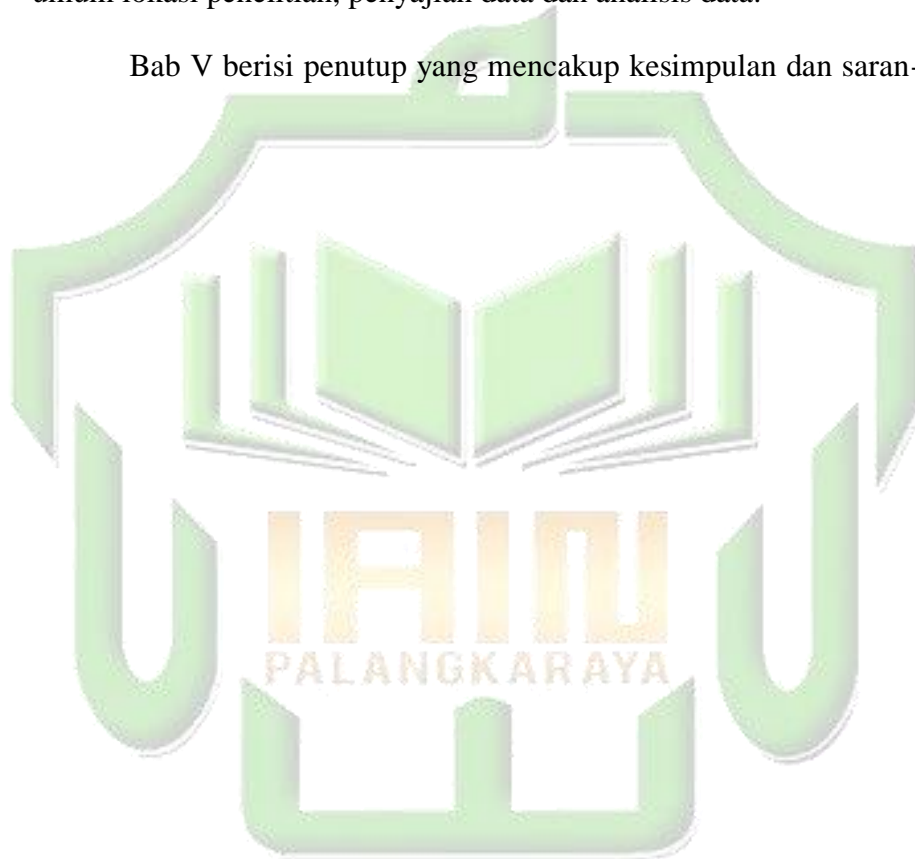 umum lokasi penelitian, penyajian data dan analisis data.
Bab V berisi penutup yang mencakup kesimpulan dan saran-
IAIN
PALANGKARAYA